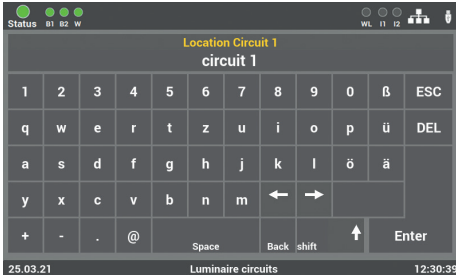 Status B1 B2 W WL I1 I2
Location Circuit 1
circuit 1
1 2 3 4 5 6 7 8 9 0 ß ESC
q w e r t z u i o p ü DEL
a s d f g h j k l ö ä
y x c v b n m
+ - . @ Space Back shift Enter
25.03.21 Luminaire circuits 12:30:39